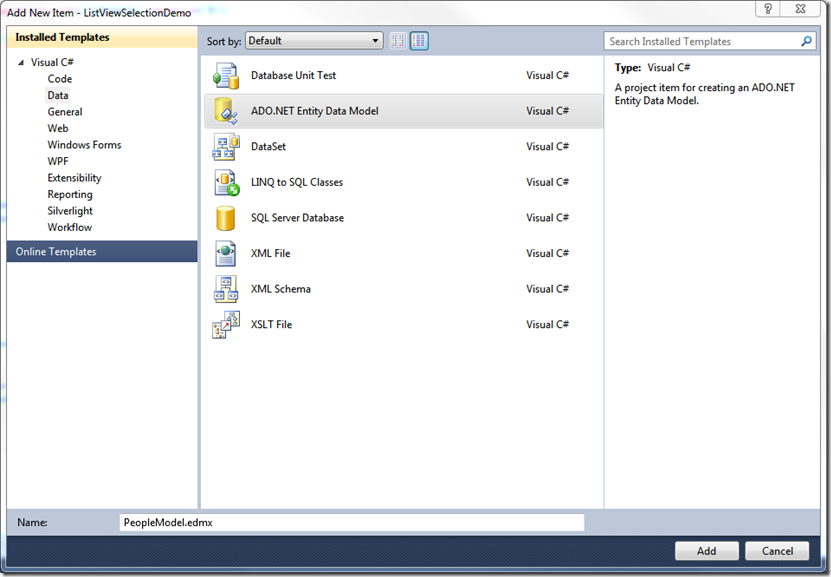 Add New Item - ListViewSelectionDemo
Installed Templates
Visual C#
Code
Data
General
Web
Windows Forms
WPF
Extensibility
Reporting
Silverlight
Workflow
Online Templates
Sort by: Default
Database Unit Test Visual C#
ADO.NET Entity Data Model Visual C#
DataSet Visual C#
LINQ to SQL Classes Visual C#
SQL Server Database Visual C#
XML File Visual C#
XML Schema Visual C#
XSLT File Visual C#
Search Installed Templates
Type: Visual C#
A project item for creating an ADO.NET
Entity Data Model.
Name: PeopleModel.edmx
Add Cancel